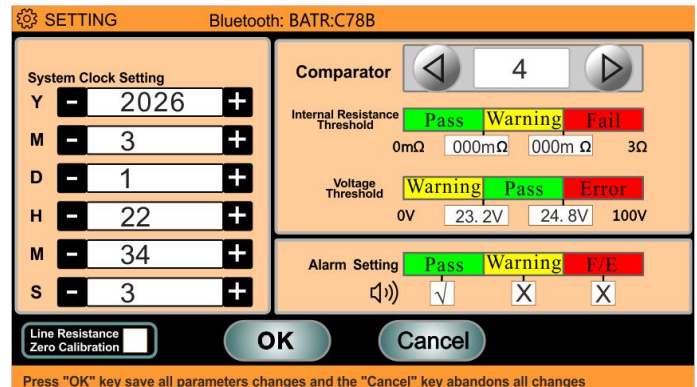 SETTING Bluetooth: BATR:C78B
System Clock Setting
Y - 2026 +
M - 3 +
D - 1 +
H - 22 +
M - 34 +
S - 3 +
Line Resistance
Zero Calibration
Comparator 4
Internal Resistance
Threshold
Pass Warning Fail
0mΩ 000mΩ 000m Ω 3Ω
Voltage
Threshold
Warning Pass Error
0V 23. 2V 24. 8V 100V
Alarm Setting Pass Warning F/E
√ X X
OK Cancel
Press "OK" key save all parameters changes and the "Cancel" key abandons all changes